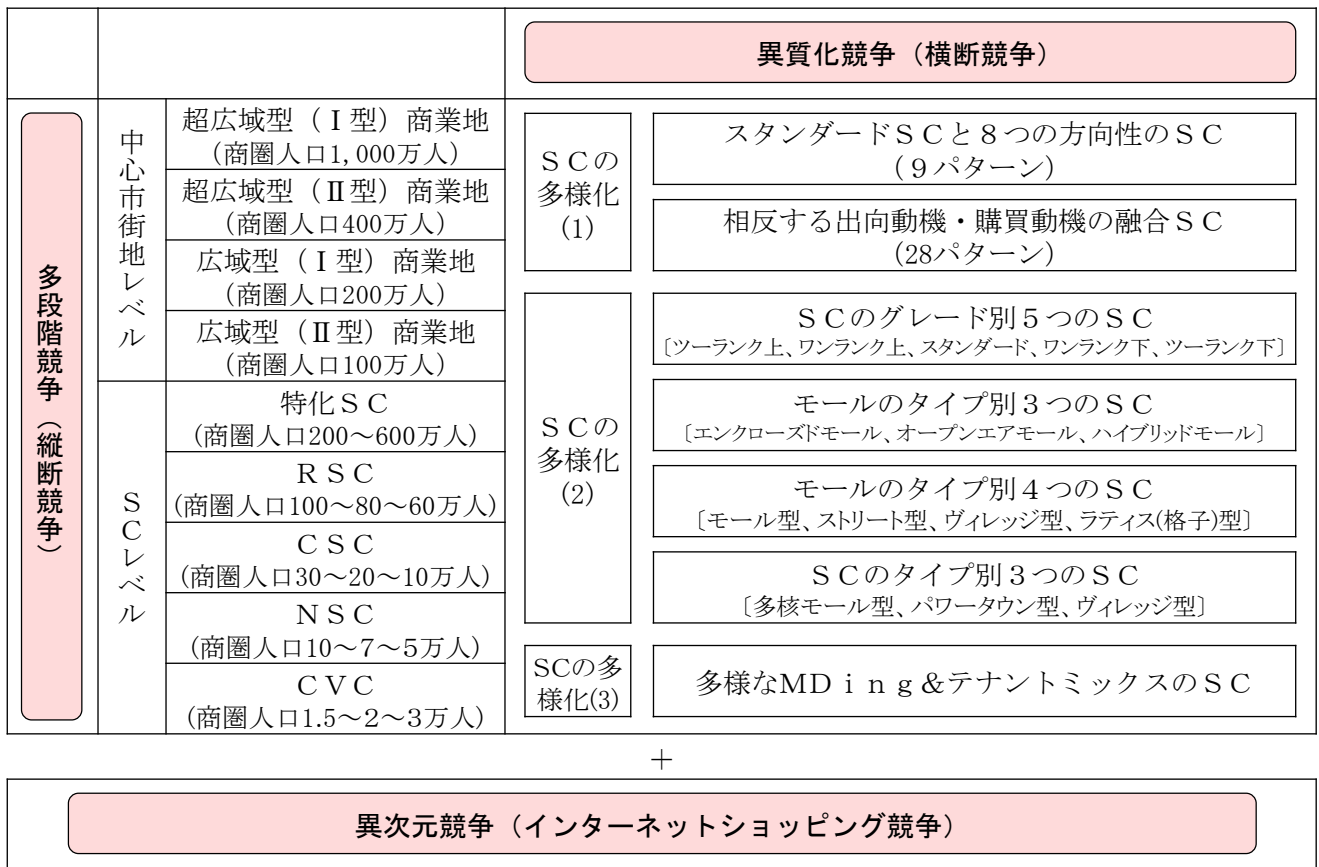 異質化競争（横断競争）
多段階競争（縦断競争）
中心市街地レベル
超広域型（Ⅰ型）商業地
（商圏人口1,000万人）
超広域型（Ⅱ型）商業地
（商圏人口400万人）
広域型（Ⅰ型）商業地
（商圏人口200万人）
広域型（Ⅱ型）商業地
（商圏人口100万人）
ＳＣレベル
特化ＳＣ
（商圏人口200～600万人）
ＲＳＣ
（商圏人口100～80～60万人）
ＣＳＣ
（商圏人口30～20～10万人）
ＮＳＣ
（商圏人口10～7～5万人）
ＣＶＣ
（商圏人口1.5～2～3万人）
ＳＣの
多様化
(1)
スタンダードＳＣと８つの方向性のＳＣ
（９パターン）
相反する出向動機・購買動機の融合ＳＣ
（28パターン）
ＳＣの
多様化
(2)
ＳＣのグレード別５つのＳＣ
〔ツーランク上、ワンランク上、スタンダード、ワンランク下、ツーランク下〕
モールのタイプ別３つのＳＣ
〔エンクローズドモール、オープンエアモール、ハイブリッドモール〕
モールのタイプ別４つのＳＣ
〔モール型、ストリート型、ヴィレッジ型、ラティス(格子)型〕
ＳＣのタイプ別３つのＳＣ
〔多核モール型、パワータウン型、ヴィレッジ型〕
SCの多
様化(3)
多様なMDｉｎｇ&テナントミックスのＳＣ
＋
異次元競争（インターネットショッピング競争）